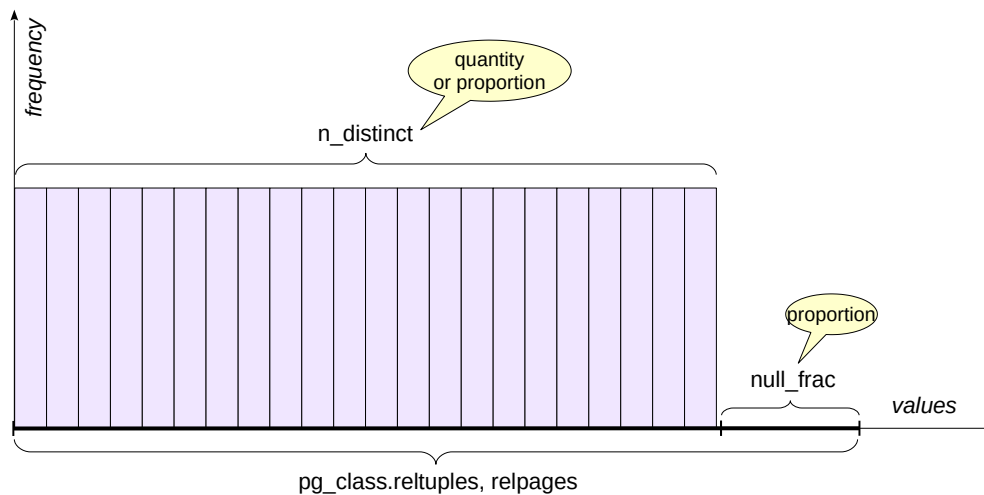 frequency
quantity
or proportion
n_distinct
proportion
null_frac
values
pg_class.reltuples, relpages